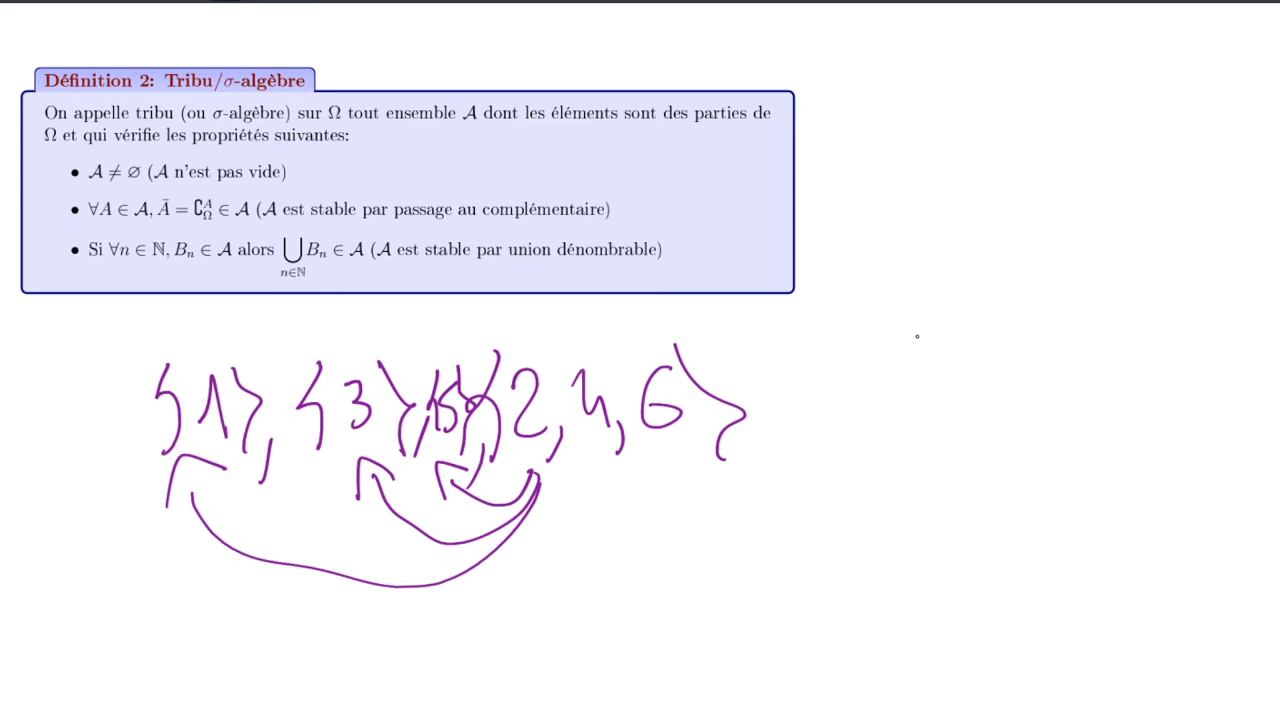 Définition 2: Tribu/σ-algèbre
On appelle tribu (ou σ-algèbre) sur Ω tout ensemble 𝒜 dont les éléments sont des parties de
Ω et qui vérifie les propriétés suivantes:
• 𝒜 ≠ ∅ (𝒜 n'est pas vide)
• ∀A ∈ 𝒜, Ā = ∁_Ω^A ∈ 𝒜 (𝒜 est stable par passage au complémentaire)
• Si ∀n ∈ ℕ, B_n ∈ 𝒜 alors ⋃_{n∈ℕ} B_n ∈ 𝒜 (𝒜 est stable par union dénombrable)
{1}, {3}, {5}, {2, 4, 6}